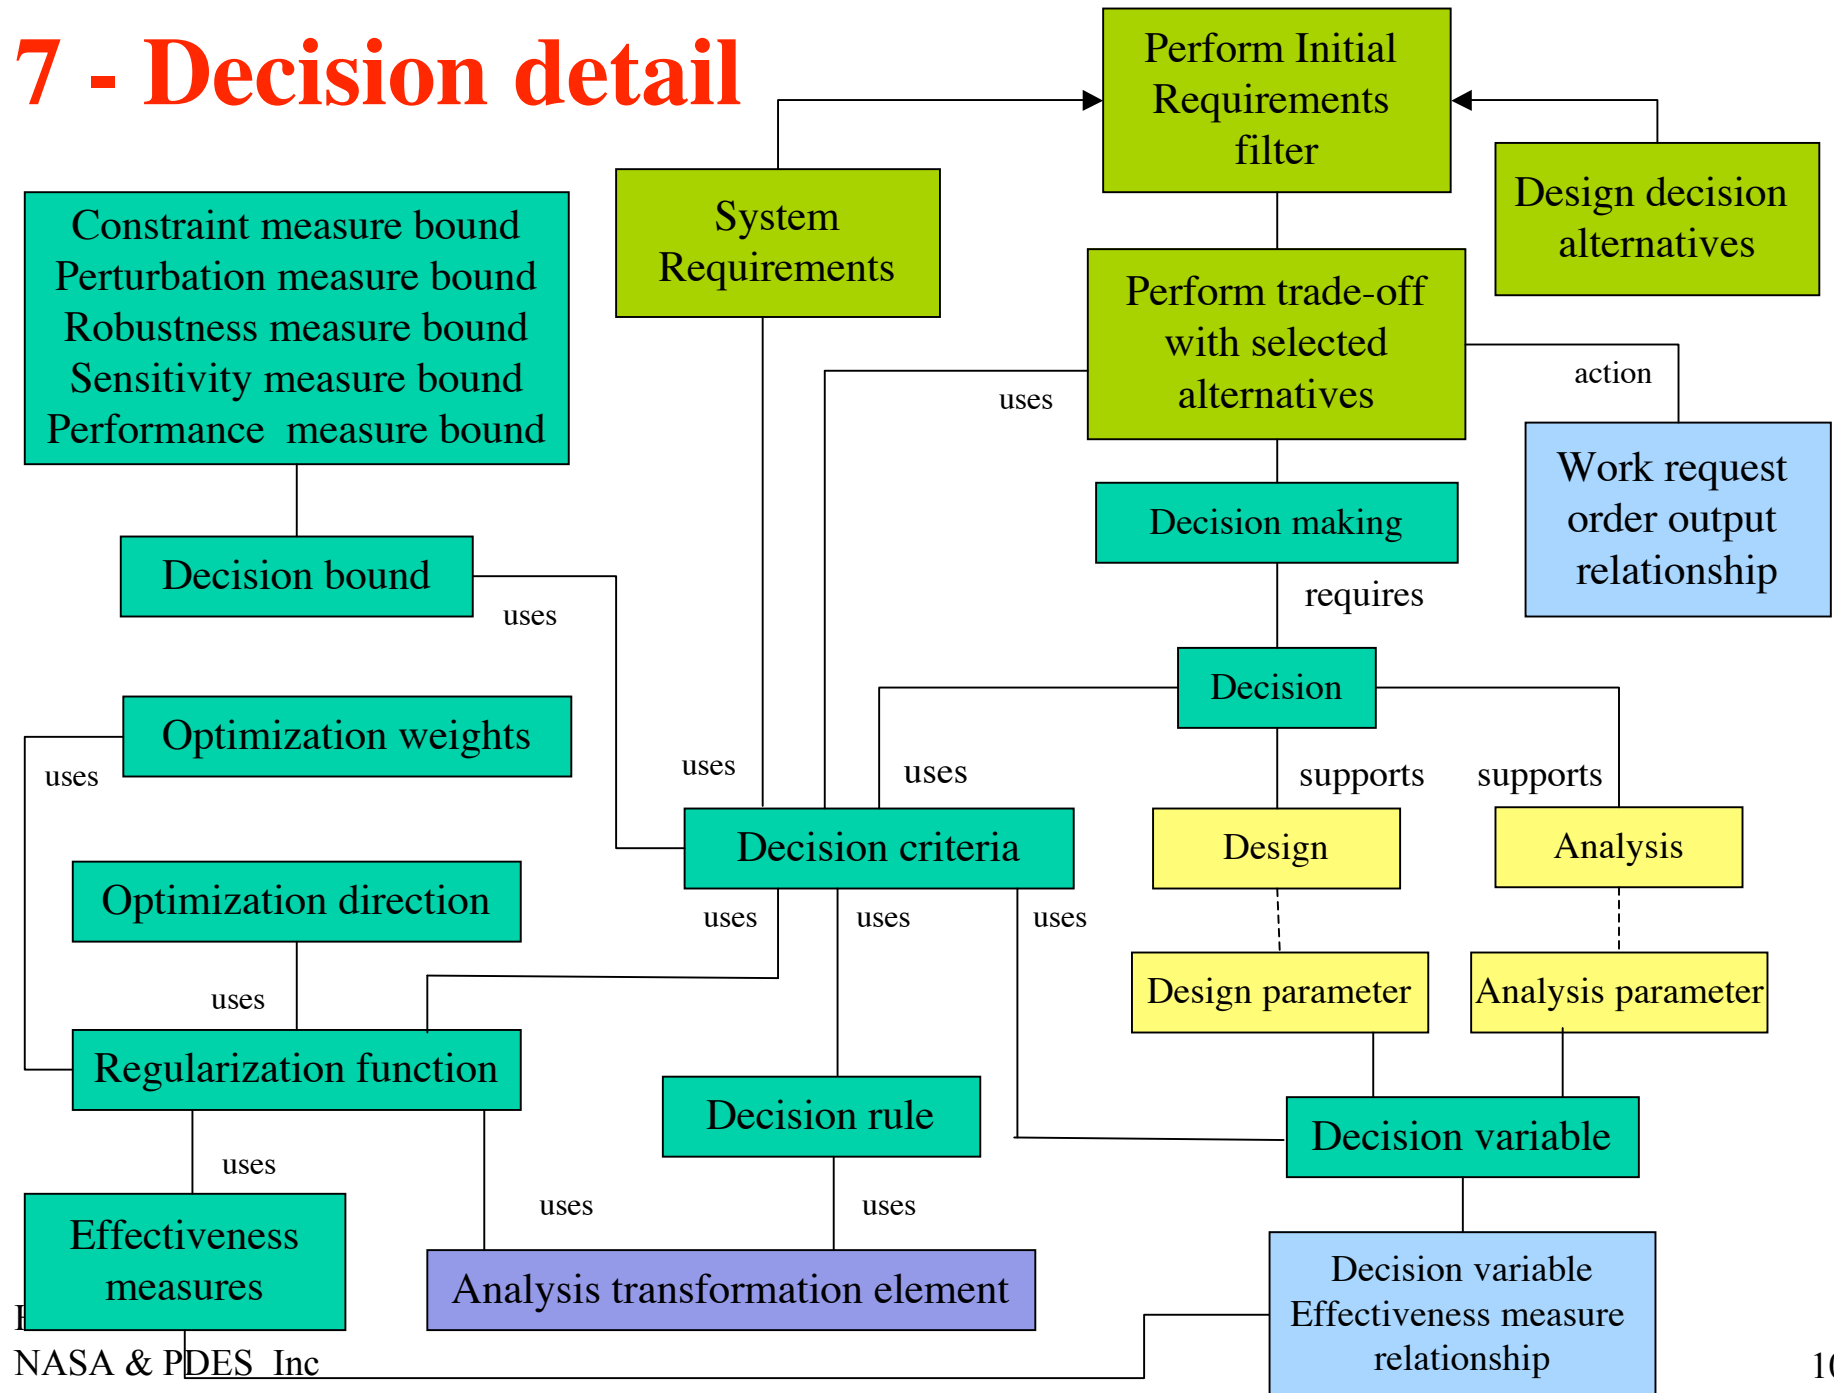 7 - Decision detail
Perform Initial
Requirements
filter
System
Requirements
Design decision
alternatives
Constraint measure bound
Perturbation measure bound
Robustness measure bound
Sensitivity measure bound
Performance measure bound
Perform trade-off
with selected
alternatives
uses
action
Work request
order output
relationship
Decision making
requires
Decision bound
uses
Decision
Optimization weights
uses
uses
uses
supports
supports
Decision criteria
Design
Analysis
Optimization direction
uses
uses
uses
uses
Design parameter
Analysis parameter
Regularization function
Decision rule
Decision variable
uses
uses
uses
Effectiveness
measures
Analysis transformation element
Decision variable
Effectiveness measure
relationship
NASA & PDES Inc
10